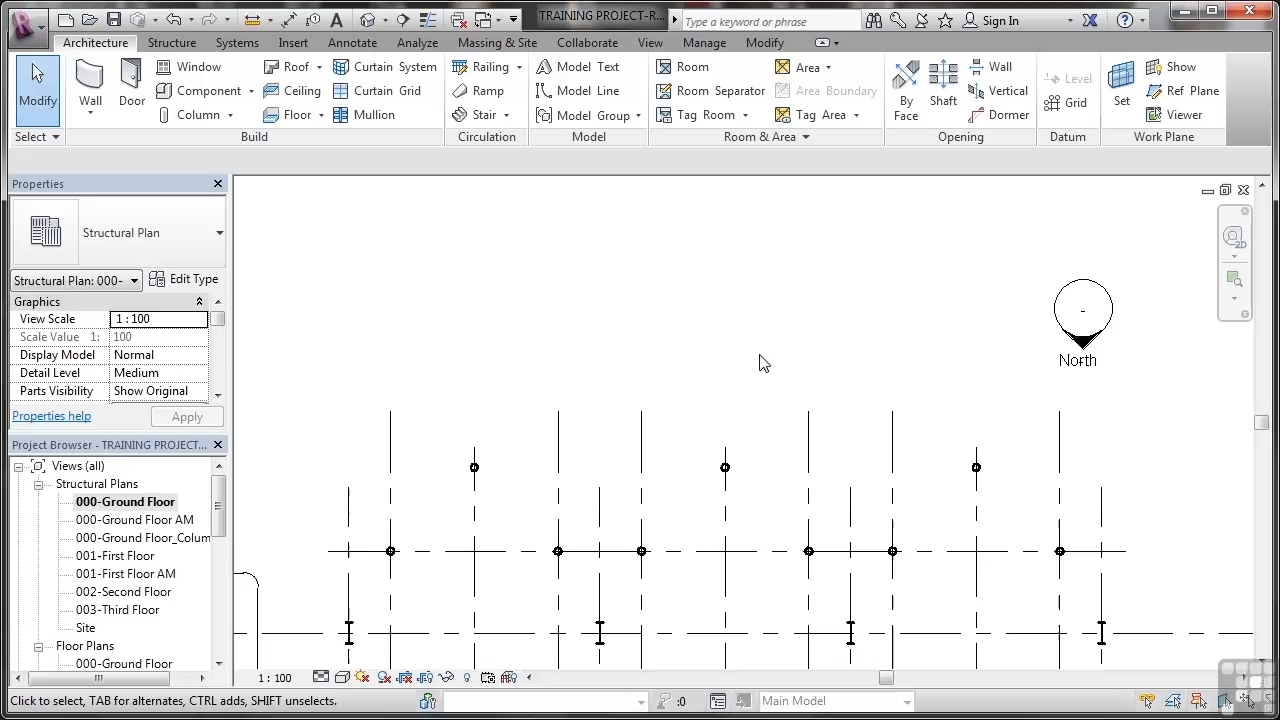 TRAINING PROJECT-R...
Type a keyword or phrase
Sign In
Architecture Structure Systems Insert Annotate Analyze Massing & Site Collaborate View Manage Modify
Modify Wall Door Window Roof Curtain System Railing Model Text Room Area By Face Shaft Wall Level Set Show
Component Ceiling Curtain Grid Ramp Model Line Room Separator Area Boundary Vertical Grid Ref Plane
Column Floor Mullion Stair Model Group Tag Room Tag Area Dormer Viewer
Select Build Circulation Model Room & Area Opening Datum Work Plane
Properties
Structural Plan
Structural Plan: 000- Edit Type
Graphics
View Scale 1 : 100
Scale Value 1: 100
Display Model Normal
Detail Level Medium
Parts Visibility Show Original
Properties help Apply
Project Browser - TRAINING PROJECT...
Views (all)
Structural Plans
000-Ground Floor
000-Ground Floor AM
000-Ground Floor_Colum
001-First Floor
001-First Floor AM
002-Second Floor
003-Third Floor
Site
Floor Plans
000-Ground Floor
2D
-
North
1 : 100
Click to select, TAB for alternates, CTRL adds, SHIFT unselects.
:0
Main Model